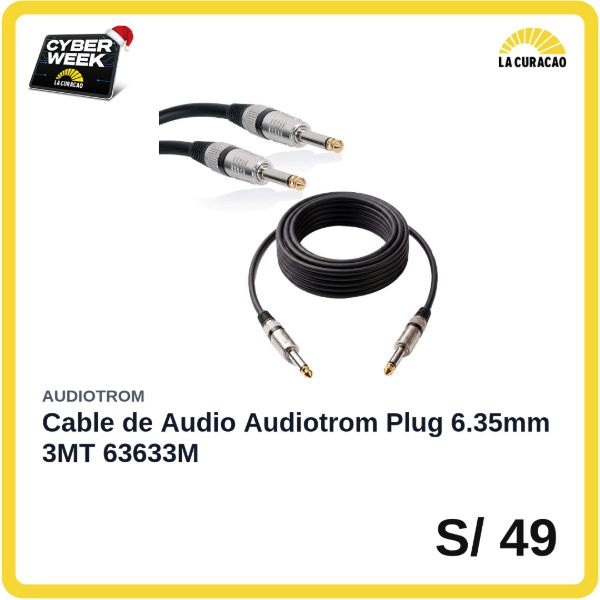 CYBER
WEEK
LA CURACAO
LA CURACAO
AUDIOTROM
Cable de Audio Audiotrom Plug 6.35mm
3MT 63633M
S/ 49